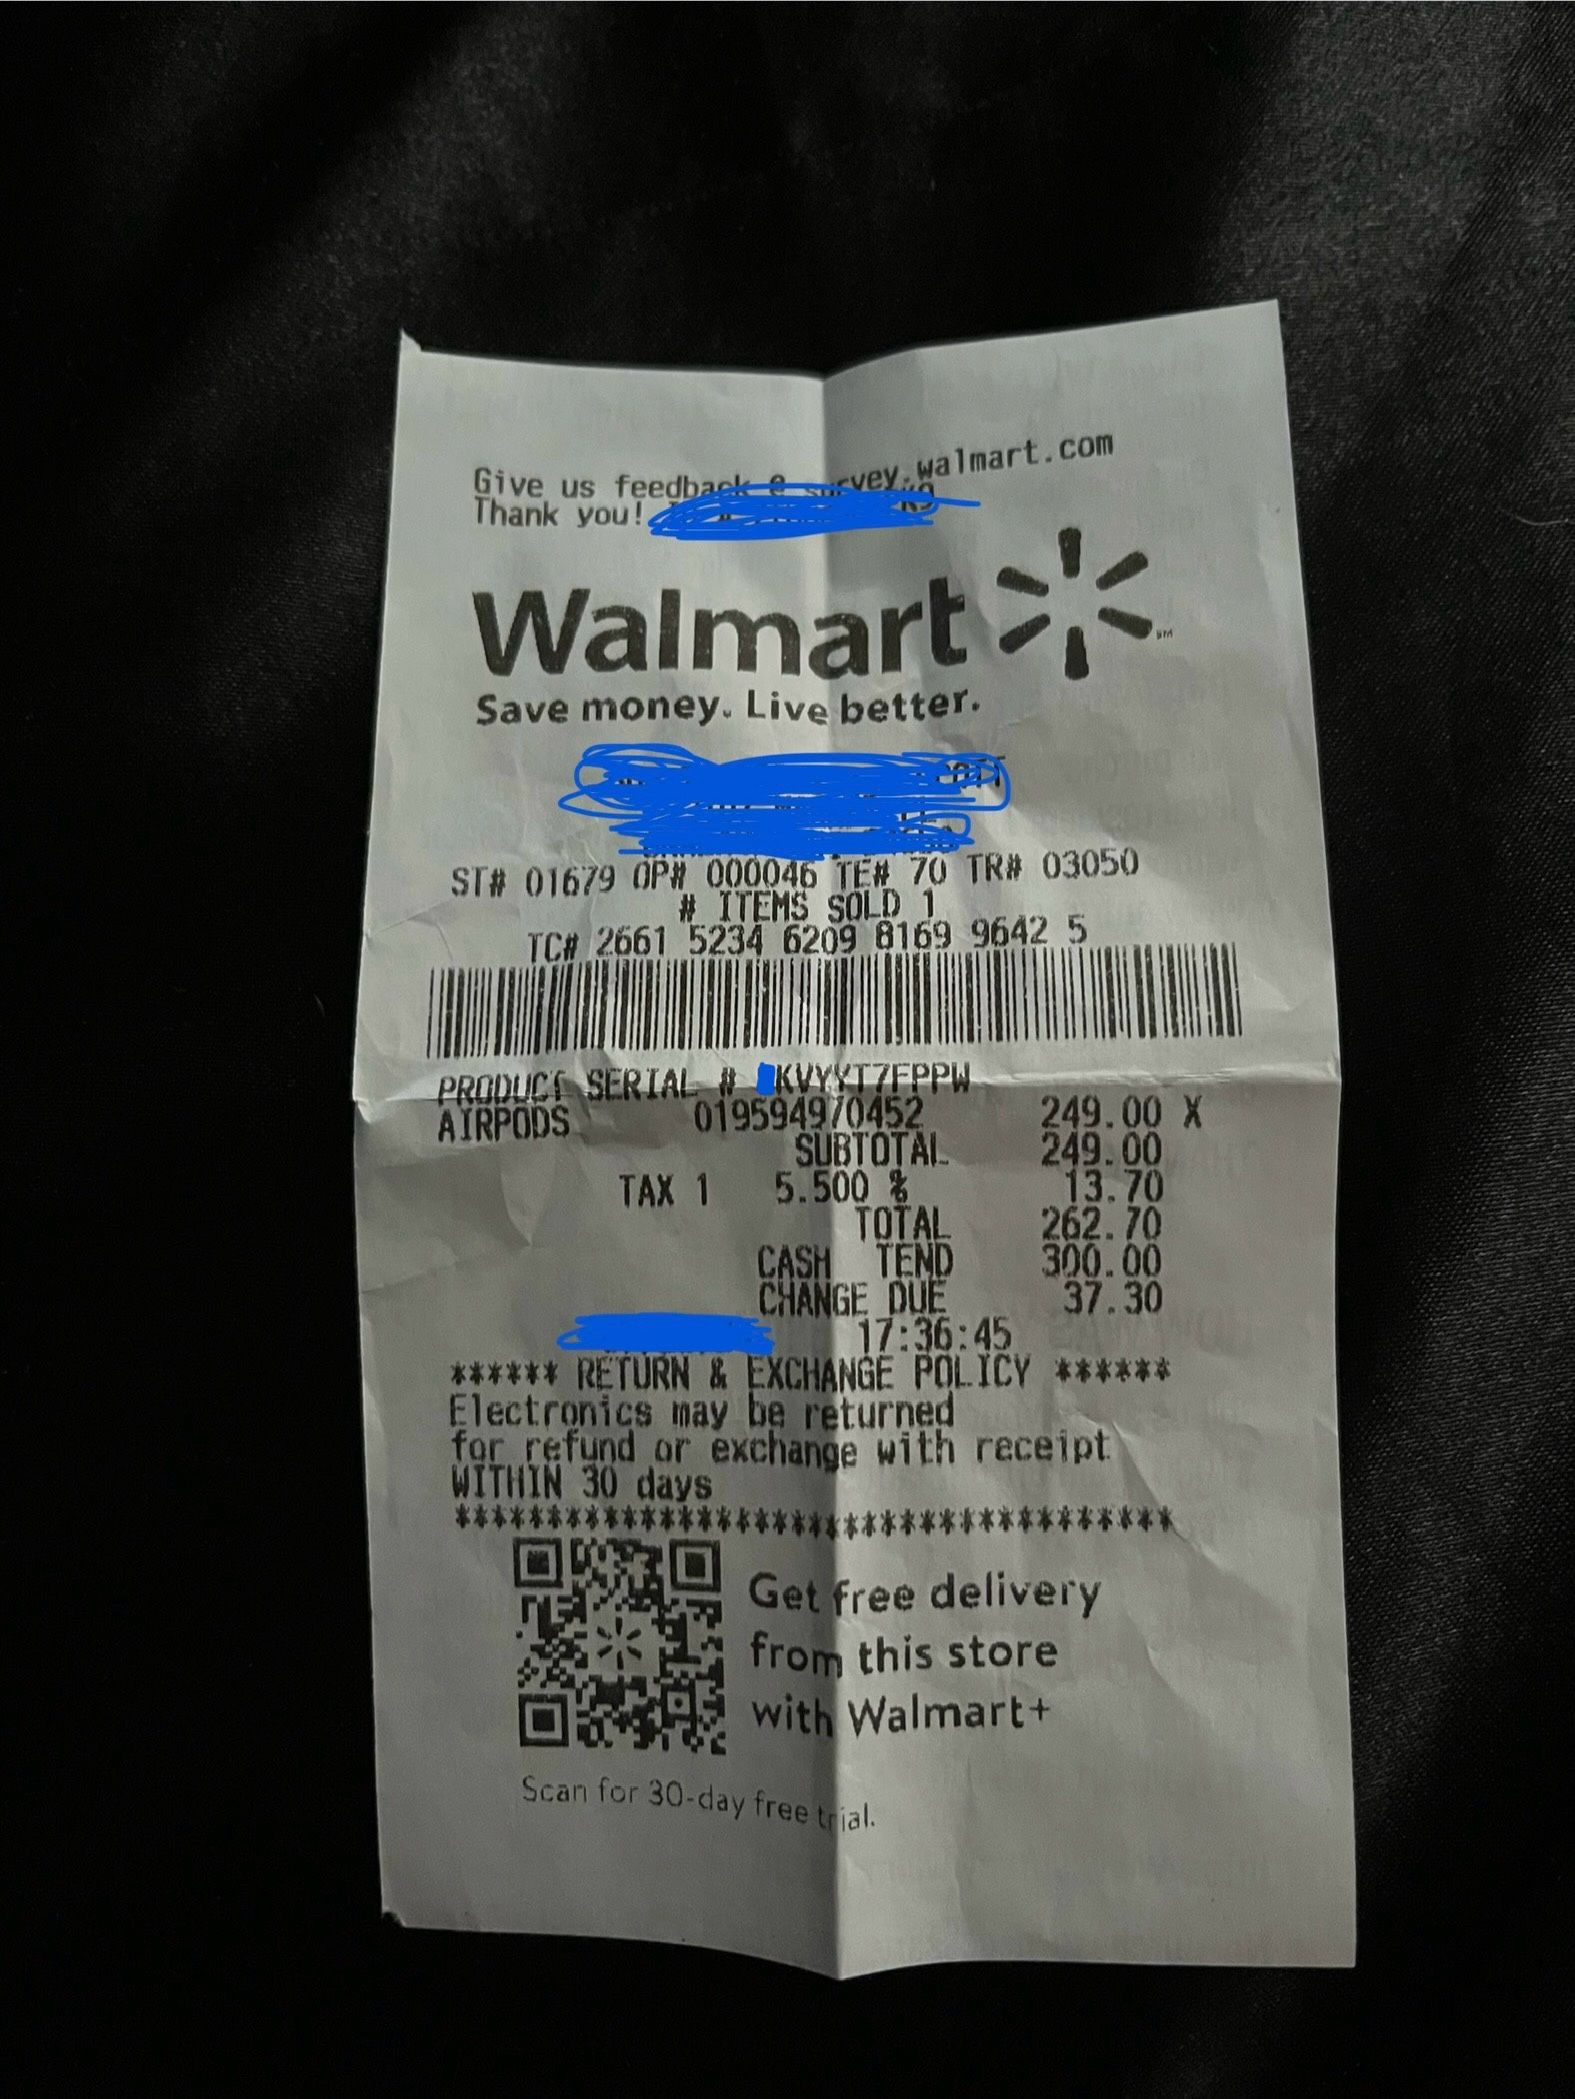 Give us feedback @ survey.walmart.com
Thank you!
Walmart
Save money. Live better.
ST# 01679 OP# 000046 TE# 70 TR# 03050
# ITEMS SOLD 1
TC# 2661 5234 6209 8169 9642 5
PRODUCT SERIAL # KVYYT7FPPW
AIRPODS 019594970452 249.00 X
SUBTOTAL 249.00
TAX 1 5.500 % 13.70
TOTAL 262.70
CASH TEND 300.00
CHANGE DUE 37.30
17:36:45
****** RETURN & EXCHANGE POLICY ******
Electronics may be returned
for refund or exchange with receipt
WITHIN 30 days
***************************************
Get free delivery
from this store
with Walmart+
Scan for 30-day free trial.